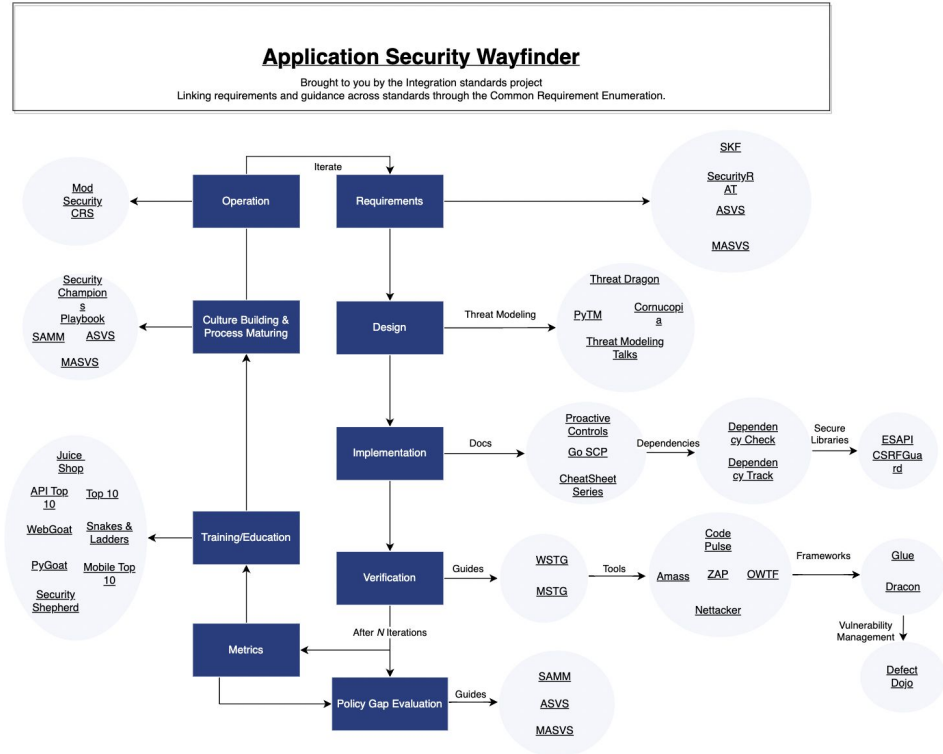 Application Security Wayfinder
Brought to you by the Integration standards project
Linking requirements and guidance across standards through the Common Requirement Enumeration.
Iterate
Mod
Security
CRS
Operation
Requirements
SKF
SecurityR
AT
ASVS
MASVS
Security
Champion
s
Playbook
SAMM
ASVS
MASVS
Culture Building &
Process Maturing
Design
Threat Modeling
Threat Dragon
PyTM
Cornucopi
a
Threat Modeling
Talks
Implementation
Docs
Proactive
Controls
Go SCP
CheatSheet
Series
Dependencies
Dependen
cy Check
Dependen
cy Track
Secure
Libraries
ESAPI
CSRFGua
rd
Juice
Shop
API Top
10
Top 10
WebGoat
Snakes &
Ladders
PyGoat
Mobile Top
10
Security
Shepherd
Training/Education
Verification
Guides
WSTG
MSTG
Tools
Code
Pulse
Amass
ZAP
OWTF
Nettacker
Frameworks
Glue
Dracon
Vulnerability
Management
Defect
Dojo
After N Iterations
Metrics
Policy Gap Evaluation
Guides
SAMM
ASVS
MASVS